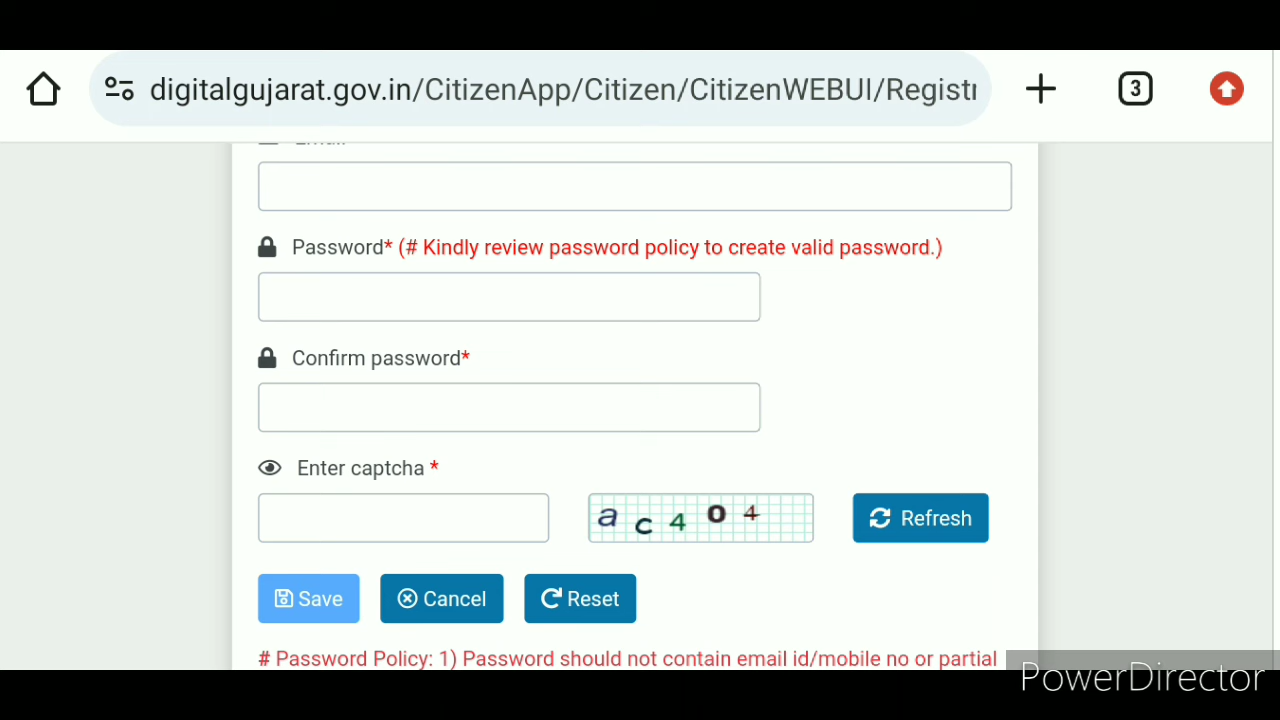 digitalgujarat.gov.in/CitizenApp/Citizen/CitizenWEBUI/Registr
3
Email
Password* (# Kindly review password policy to create valid password.)
Confirm password*
Enter captcha *
a c 4 0 4
Refresh
Save
Cancel
Reset
# Password Policy: 1) Password should not contain email id/mobile no or partial
PowerDirector